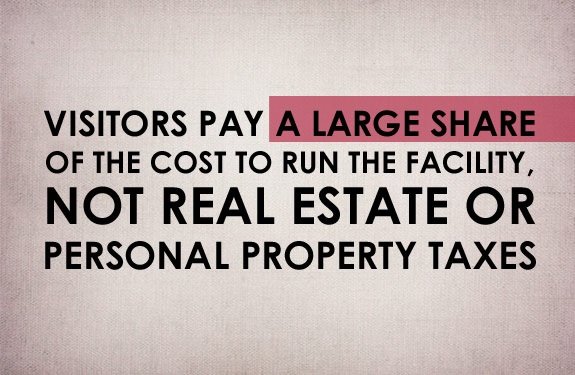 VISITORS PAY A LARGE SHARE
OF THE COST TO RUN THE FACILITY,
NOT REAL ESTATE OR
PERSONAL PROPERTY TAXES